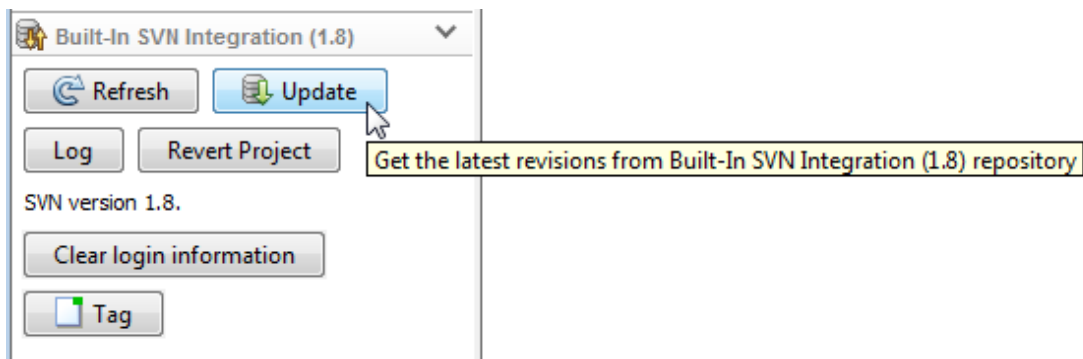 Built-In SVN Integration (1.8)
Refresh Update
Log Revert Project
Get the latest revisions from Built-In SVN Integration (1.8) repository
SVN version 1.8.
Clear login information
Tag